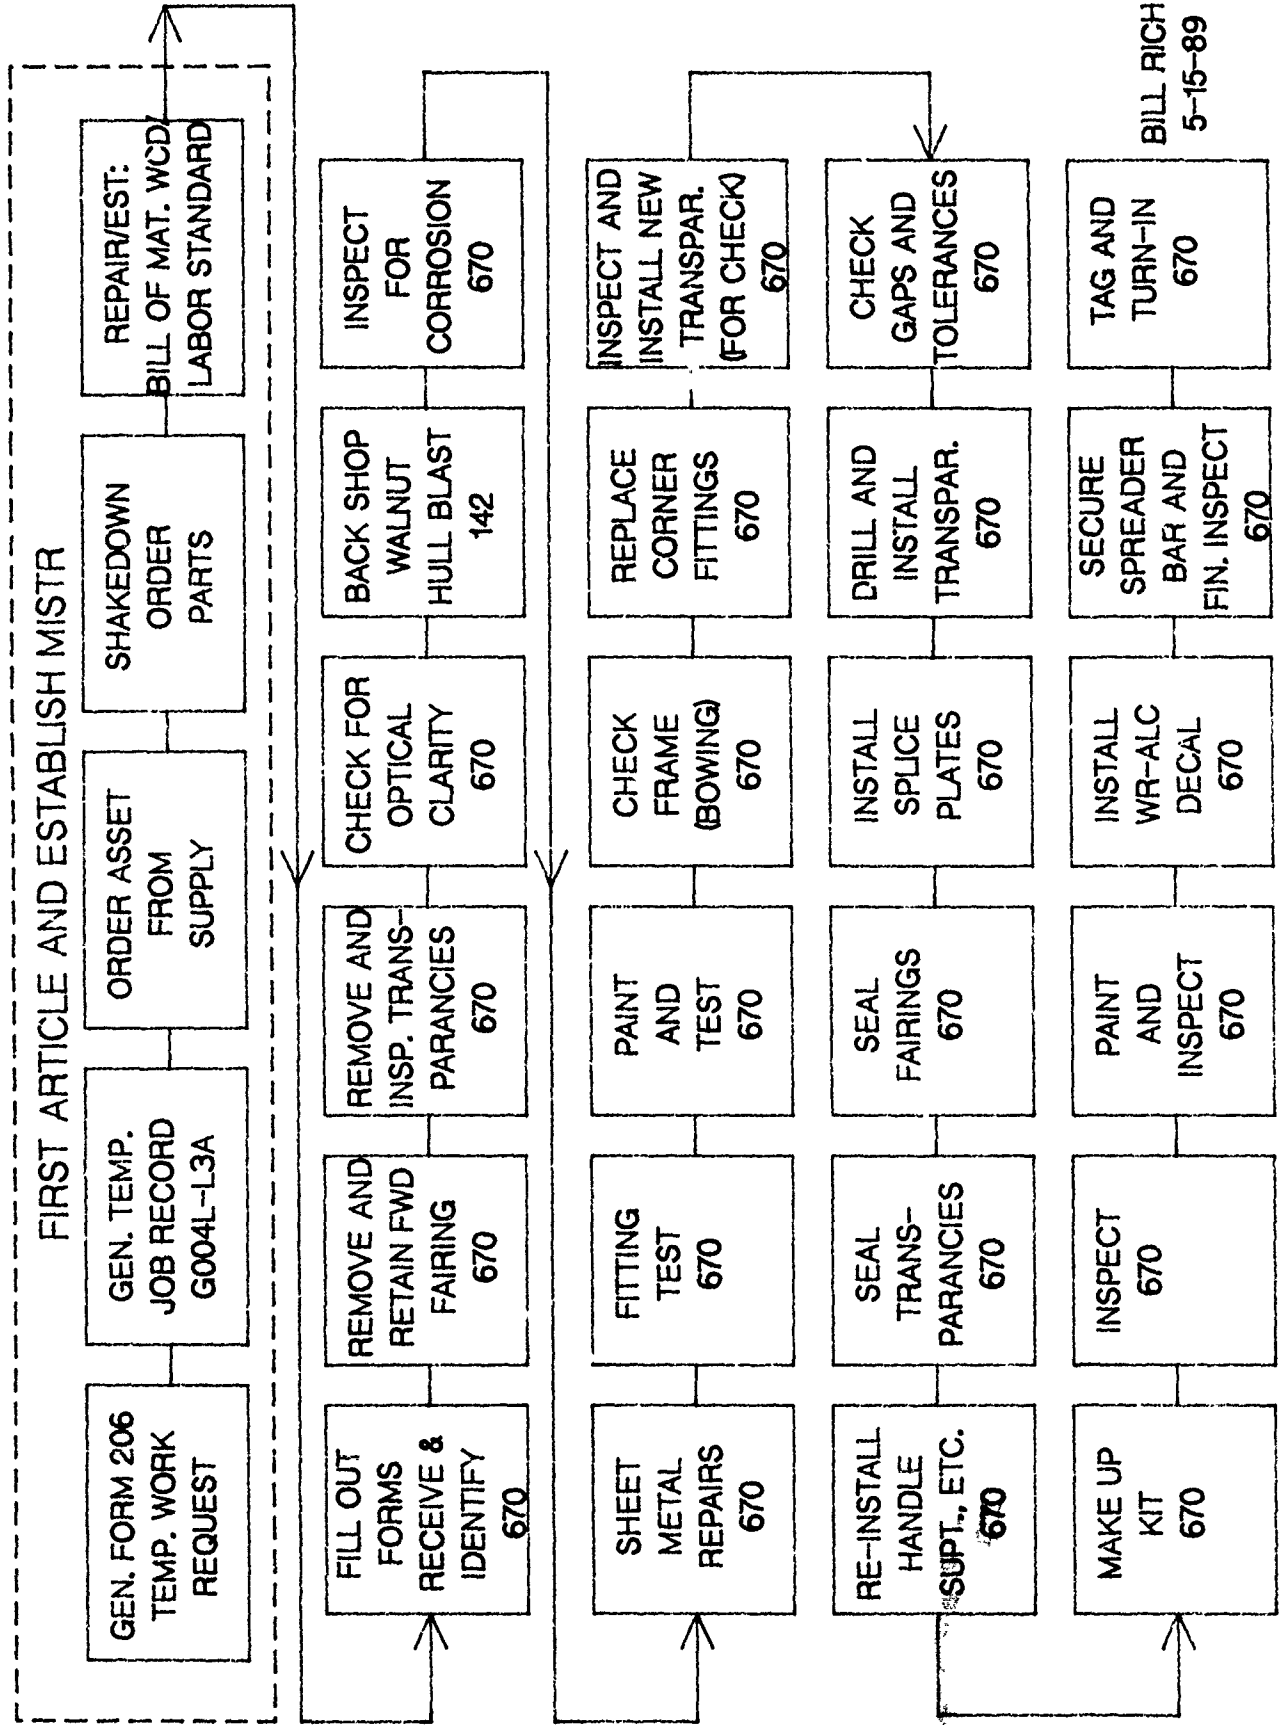 FIRST ARTICLE AND ESTABLISH MISTR
GEN. FORM 206
TEMP. WORK
REQUEST
GEN. TEMP.
JOB RECORD
G004L-L3A
ORDER ASSET
FROM
SUPPLY
SHAKEDOWN
ORDER
PARTS
REPAIR/EST:
BILL OF MAT. WCD/
LABOR STANDARD
FILL OUT
FORMS
RECEIVE &
IDENTIFY
670
REMOVE AND
RETAIN FWD
FAIRING
670
REMOVE AND
INSP. TRANS-
PARANCIES
670
CHECK FOR
OPTICAL
CLARITY
670
BACK SHOP
WALNUT
HULL BLAST
142
INSPECT
FOR
CORROSION
670
SHEET
METAL
REPAIRS
670
FITTING
TEST
670
PAINT
AND
TEST
670
CHECK
FRAME
(BOWING)
670
REPLACE
CORNER
FITTINGS
670
INSPECT AND
INSTALL NEW
TRANSPAR.
(FOR CHECK)
670
CHECK
GAPS AND
TOLERANCES
670
DRILL AND
INSTALL
TRANSPAR.
670
INSTALL
SPLICE
PLATES
670
SEAL
FAIRINGS
670
SEAL
TRANS-
PARANCIES
670
RE-INSTALL
HANDLE
SUPT., ETC.
670
MAKE UP
KIT
670
INSPECT
670
PAINT
AND
INSPECT
670
INSTALL
WR-ALC
DECAL
670
SECURE
SPREADER
BAR AND
FIN. INSPECT
670
TAG AND
TURN-IN
670
BILL RICH
5-15-89